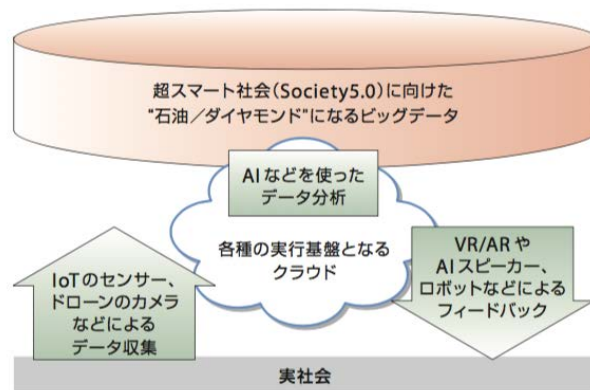 超スマート社会（Society5.0）に向けた
“石油／ダイヤモンド”になるビッグデータ
AIなどを使った
データ分析
各種の実行基盤となる
クラウド
IoTのセンサー、
ドローンのカメラ
などによる
データ収集
VR/ARや
AIスピーカー、
ロボットなどによる
フィードバック
実社会